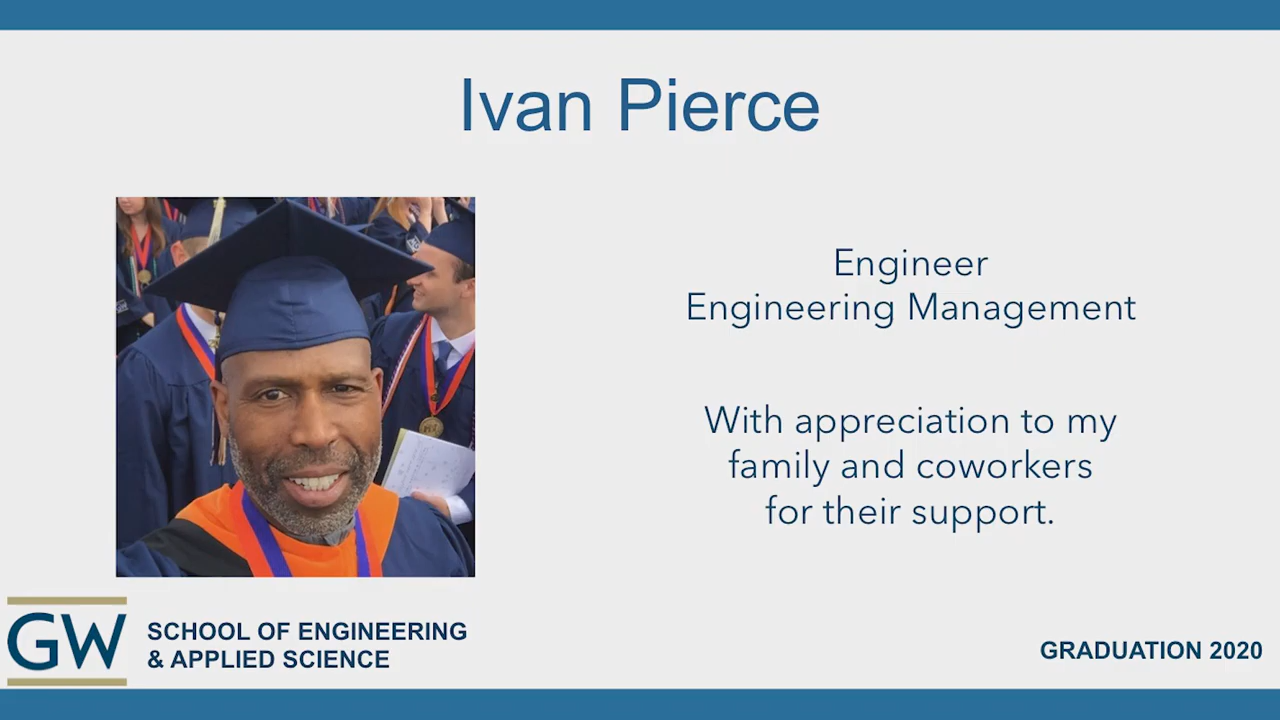 Ivan Pierce
Engineer
Engineering Management
With appreciation to my
family and coworkers
for their support.
GW
SCHOOL OF ENGINEERING
& APPLIED SCIENCE
GRADUATION 2020